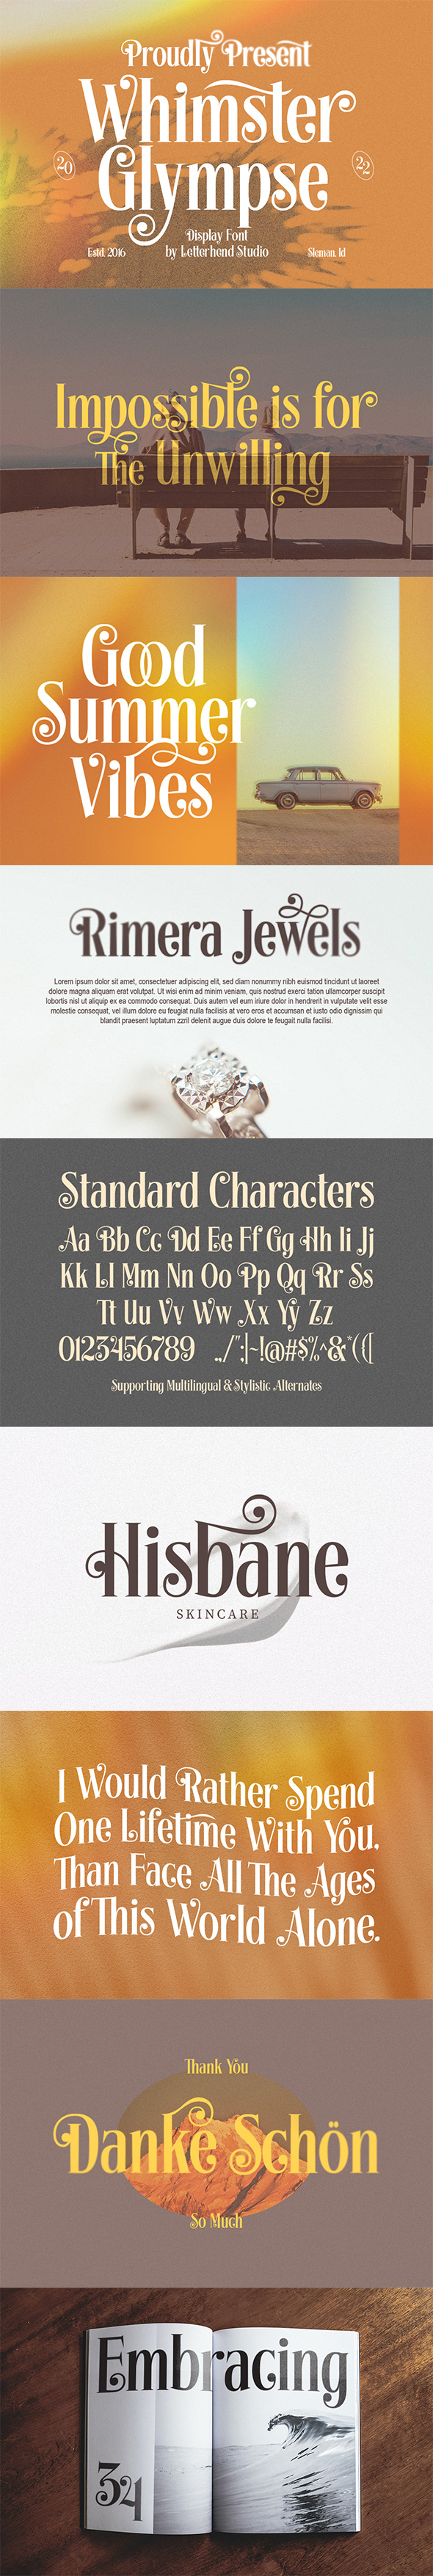 Proudly Present
Whimster
Glympse
20
22
Display Font
by Letterhend Studio
Estd. 2016
Sleman, Id
Impossible is for
The Unwilling
Good
Summer
Vibes
Rimera Jewels
Lorem ipsum dolor sit amet, consectetuer adipiscing elit, sed diam nonummy nibh euismod tincidunt ut laoreet
dolore magna aliquam erat volutpat. Ut wisi enim ad minim veniam, quis nostrud exerci tation ullamcorper suscipit
lobortis nisl ut aliquip ex ea commodo consequat. Duis autem vel eum iriure dolor in hendrerit in vulputate velit esse
molestie consequat, vel illum dolore eu feugiat nulla facilisis at vero eros et accumsan et iusto odio dignissim qui
blandit praesent luptatum zzril delenit augue duis dolore te feugait nulla facilisi.
Standard Characters
Aa Bb Cc Dd Ee Ff Gg Hh Ii Jj
Kk Ll Mm Nn Oo Pp Qq Rr Ss
Tt Uu Vv Ww Xx Yy Zz
0123456789 .,/";|~!@#$%^&*({[
Supporting Multilingual & Stylistic Alternates
Hisbane
SKINCARE
I Would Rather Spend
One Lifetime With You,
Than Face All The Ages
of This World Alone.
Thank You
Danke Schön
So Much
Embracing
34